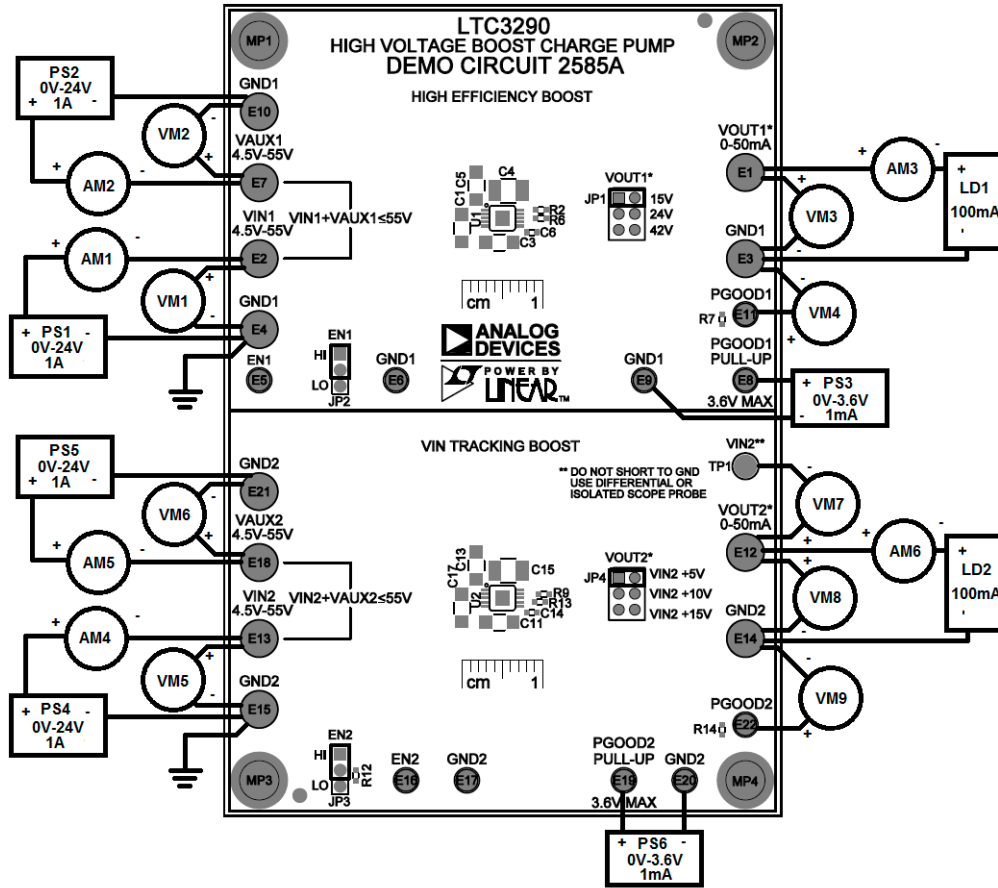 LTC3290
HIGH VOLTAGE BOOST CHARGE PUMP
DEMO CIRCUIT 2585A
HIGH EFFICIENCY BOOST
MP1
MP2
PS2
0V-24V
+ 1A -
GND1
E10
- VM2 +
VAUX1
4.5V-55V
+ AM2 -
E7
VIN1
4.5V-55V
VIN1+VAUX1≤55V
+ AM1 -
E2
+ VM1 -
GND1
E4
+ PS1 -
0V-24V
1A
EN1
E5
EN1
HI
LO
JP2
GND1
E6
C1 C5
C4
U1
R2
R6
C6
C3
VOUT1*
JP1
15V
24V
42V
cm 1
ANALOG
DEVICES
POWER BY
LINEAR™
VOUT1*
0-50mA
E1
+ AM3 -
+
LD1
100mA
-
+ VM3 -
GND1
E3
- VM4 +
PGOOD1
R7
E11
PGOOD1
PULL-UP
GND1
E9
E8
3.6V MAX
+ PS3
0V-3.6V
- 1mA
VIN TRACKING BOOST
PS5
0V-24V
+ 1A -
GND2
E21
- VM6 +
VAUX2
4.5V-55V
+ AM5 -
E18
VIN2
4.5V-55V
VIN2+VAUX2≤55V
+ AM4 -
E13
+ VM5 -
GND2
E15
+ PS4 -
0V-24V
1A
** DO NOT SHORT TO GND
USE DIFFERENTIAL OR
ISOLATED SCOPE PROBE
VIN2**
TP1
- VM7 +
VOUT2*
0-50mA
E12
+ AM6 -
+
LD2
100mA
-
+ VM8 -
GND2
E14
- VM9 +
C17 C13
C15
U2
R9
R13
C14
C11
VOUT2*
JP4
VIN2 +5V
VIN2 +10V
VIN2 +15V
cm 1
PGOOD2
R14
E22
EN2
HI
LO
JP3
R12
EN2
E16
GND2
E17
PGOOD2
PULL-UP
E19
3.6V MAX
GND2
E20
MP3
MP4
+ PS6 -
0V-3.6V
1mA